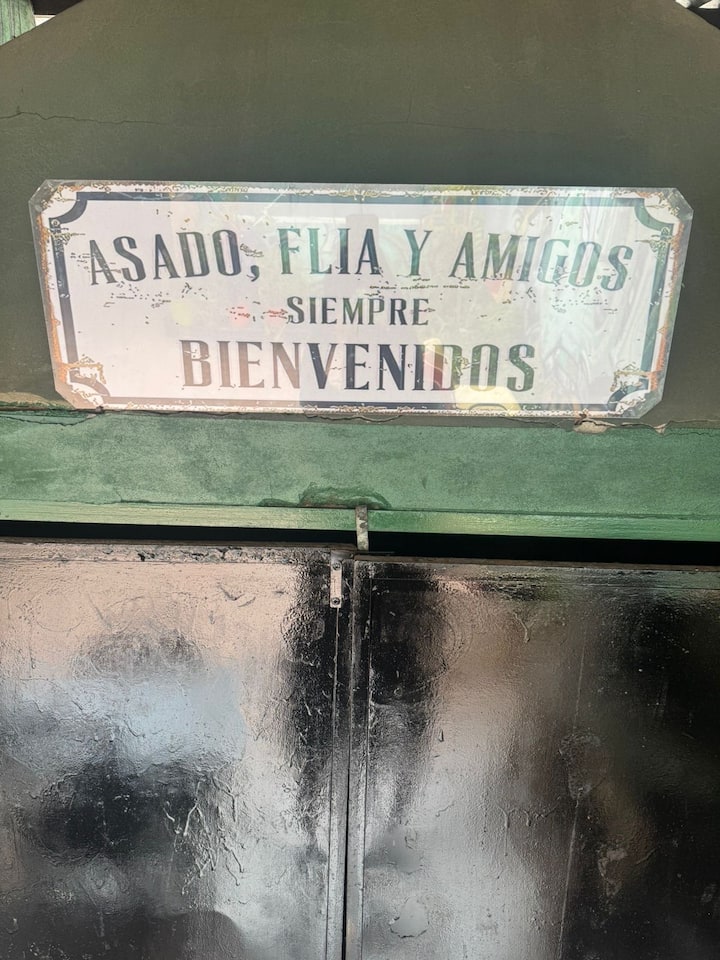 ASADO, FLIA Y AMIGOS
SIEMPRE
BIENVENIDOS